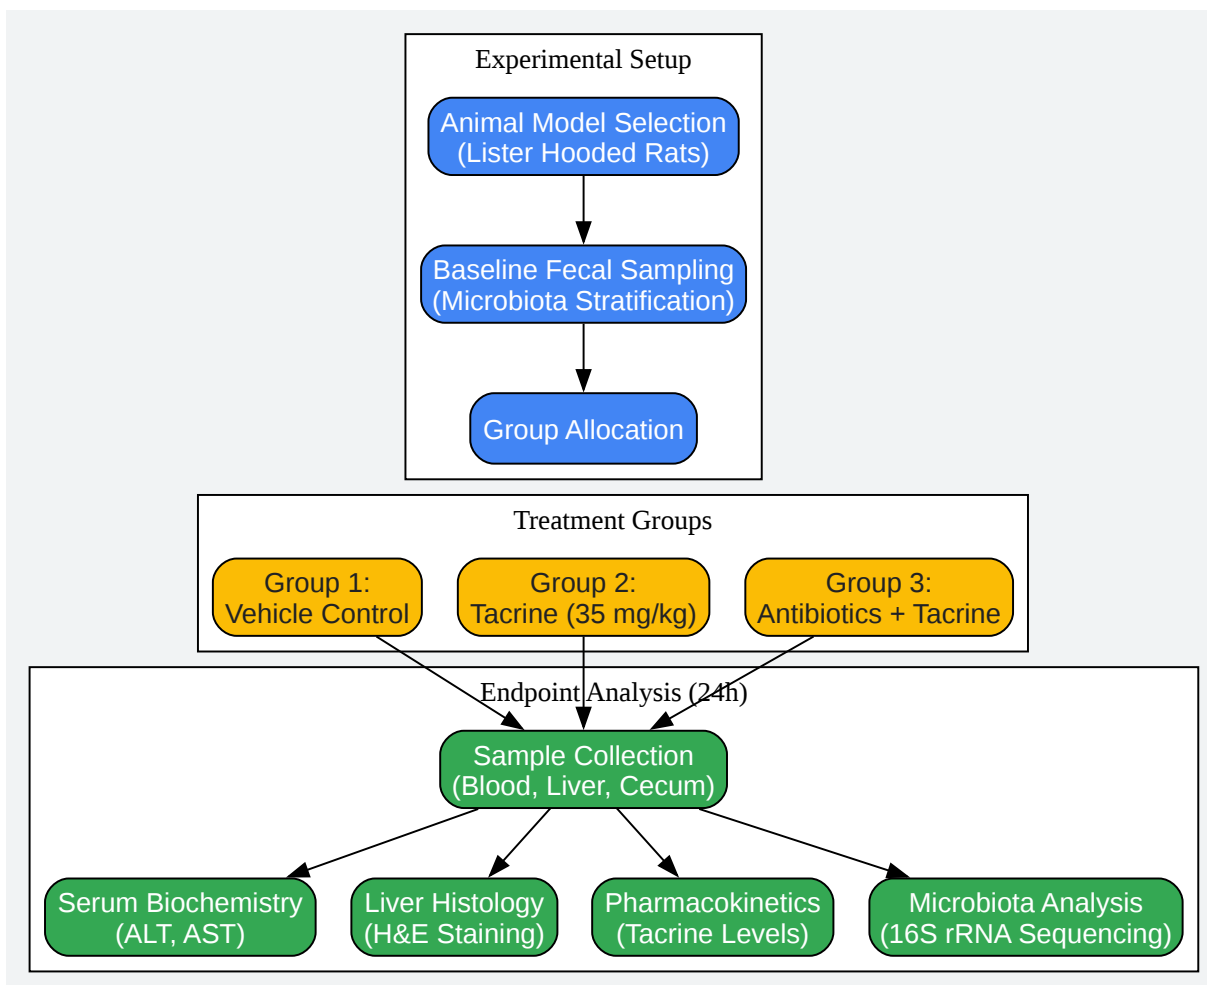 Experimental Setup
Animal Model Selection
(Lister Hooded Rats)
Baseline Fecal Sampling
(Microbiota Stratification)
Group Allocation
Treatment Groups
Group 1:
Vehicle Control
Group 2:
Tacrine (35 mg/kg)
Group 3:
Antibiotics + Tacrine
Endpoint Analysis (24h)
Sample Collection
(Blood, Liver, Cecum)
Serum Biochemistry
(ALT, AST)
Liver Histology
(H&E Staining)
Pharmacokinetics
(Tacrine Levels)
Microbiota Analysis
(16S rRNA Sequencing)